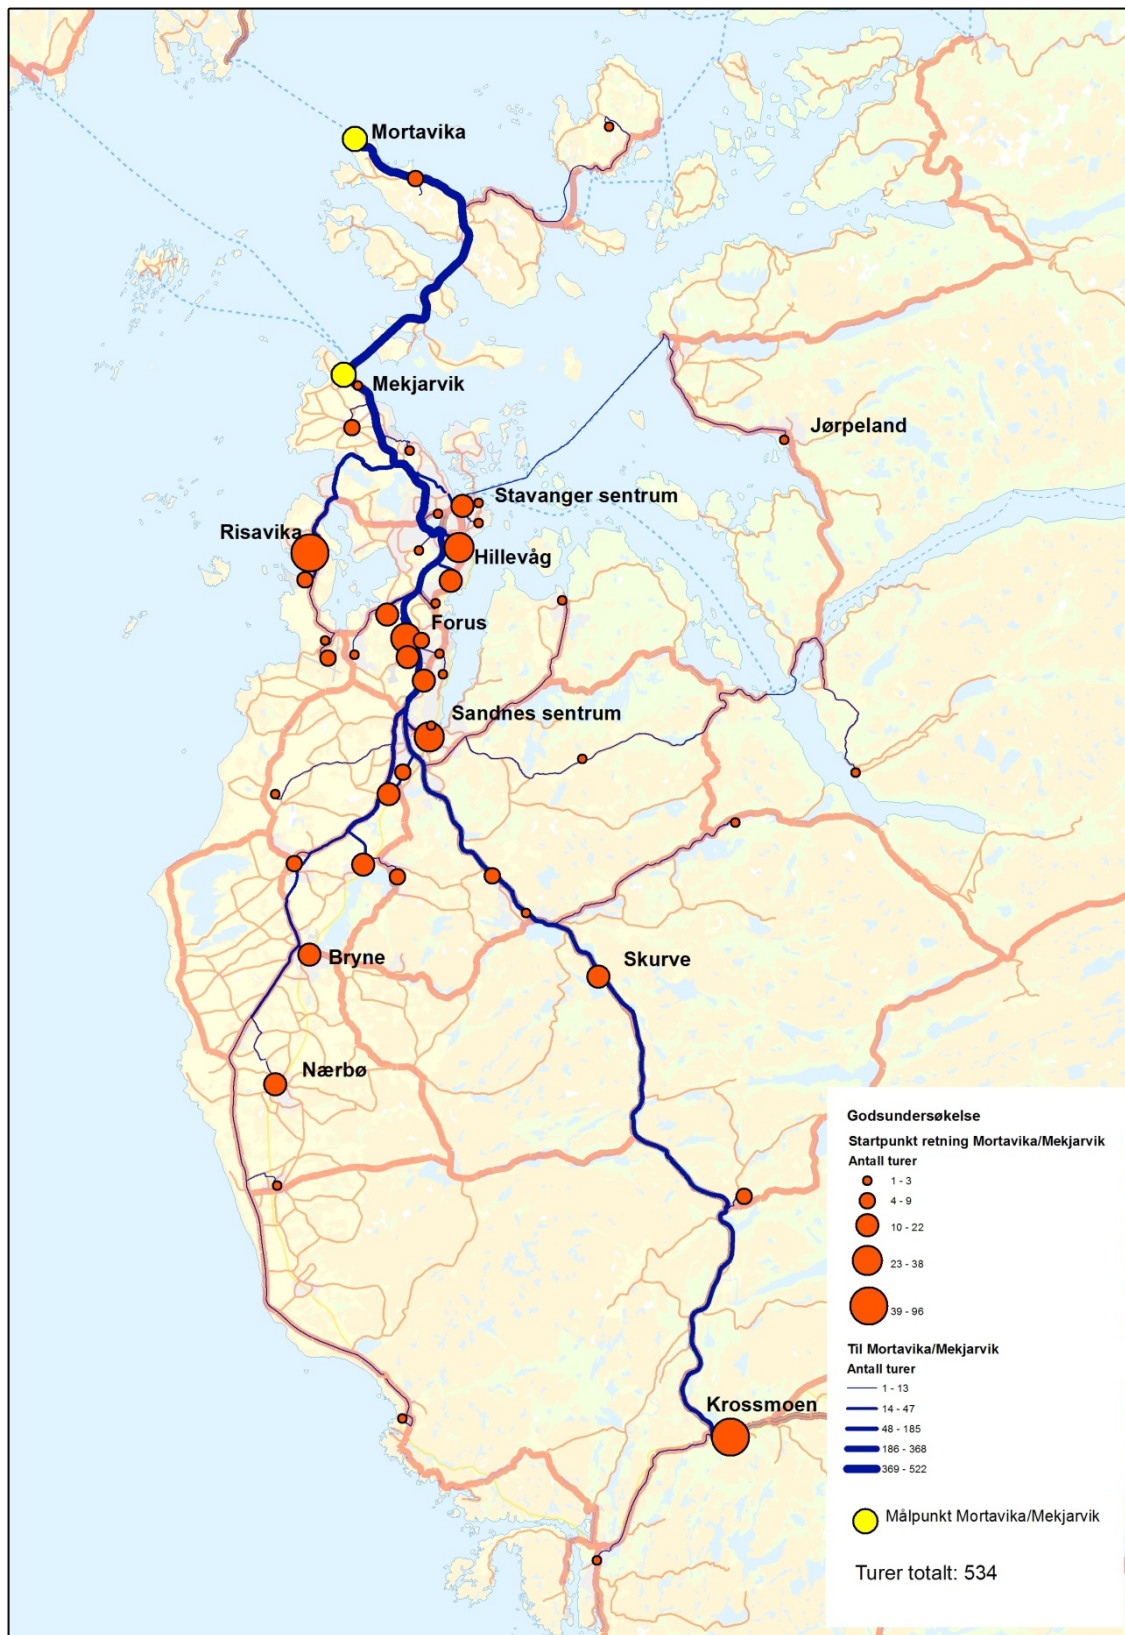 Mortavika
Mekjarvik
Jørpeland
Stavanger sentrum
Risavika
Hillevåg
Forus
Sandnes sentrum
Bryne
Skurve
Nærbø
Krossmoen
Godsundersøkelse
Startpunkt retning Mortavika/Mekjarvik
Antall turer
1 - 3
4 - 9
10 - 22
23 - 38
39 - 96
Til Mortavika/Mekjarvik
Antall turer
1 - 13
14 - 47
48 - 185
186 - 368
369 - 522
Målpunkt Mortavika/Mekjarvik
Turer totalt: 534